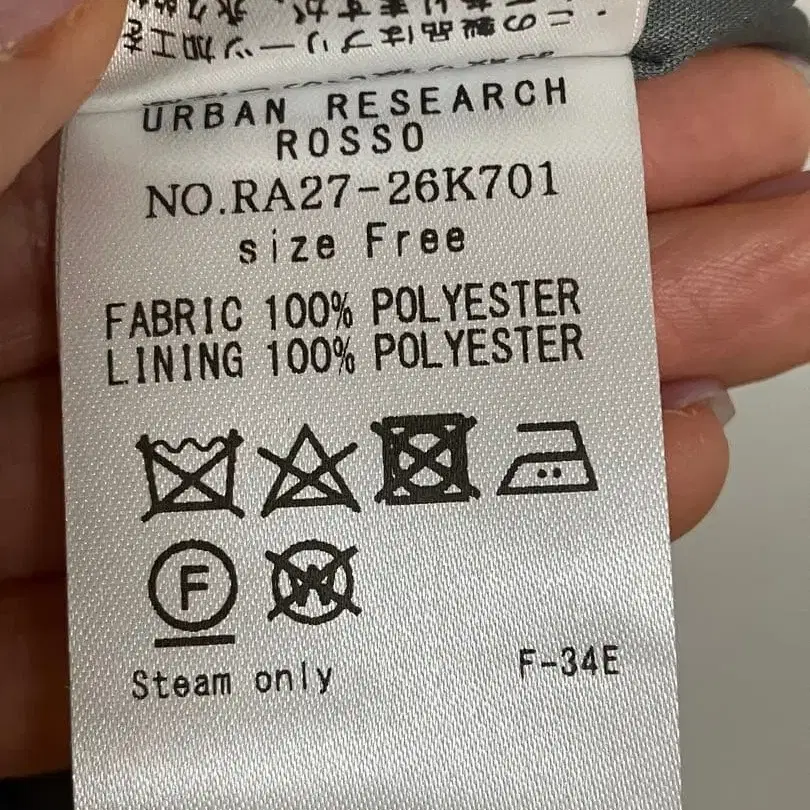 URBAN RESEARCH
ROSSO
NO.RA27-26K701
size Free
FABRIC 100% POLYESTER
LINING 100% POLYESTER
F W
Steam only
F-34E